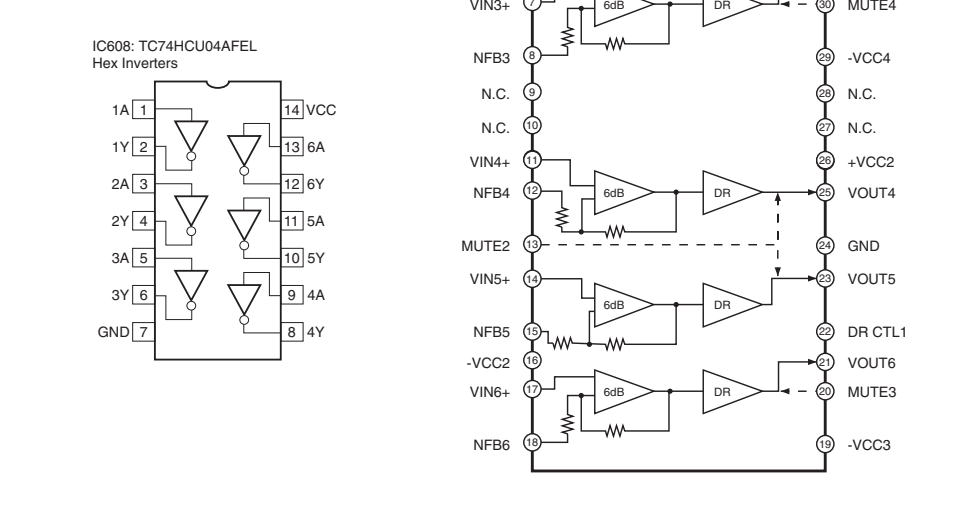 IC608: TC74HCU04AFEL
Hex Inverters
1A 1
1Y 2
2A 3
2Y 4
3A 5
3Y 6
GND 7
14 VCC
13 6A
12 6Y
11 5A
10 5Y
9 4A
8 4Y
VIN3+ 7 6dB DR 30 MUTE4
NFB3 8 29 -VCC4
N.C. 9 28 N.C.
N.C. 10 27 N.C.
VIN4+ 11 26 +VCC2
NFB4 12 6dB DR 25 VOUT4
MUTE2 13 24 GND
VIN5+ 14 23 VOUT5
6dB DR
NFB5 15 22 DR CTL1
-VCC2 16 21 VOUT6
VIN6+ 17 6dB DR 20 MUTE3
NFB6 18 19 -VCC3